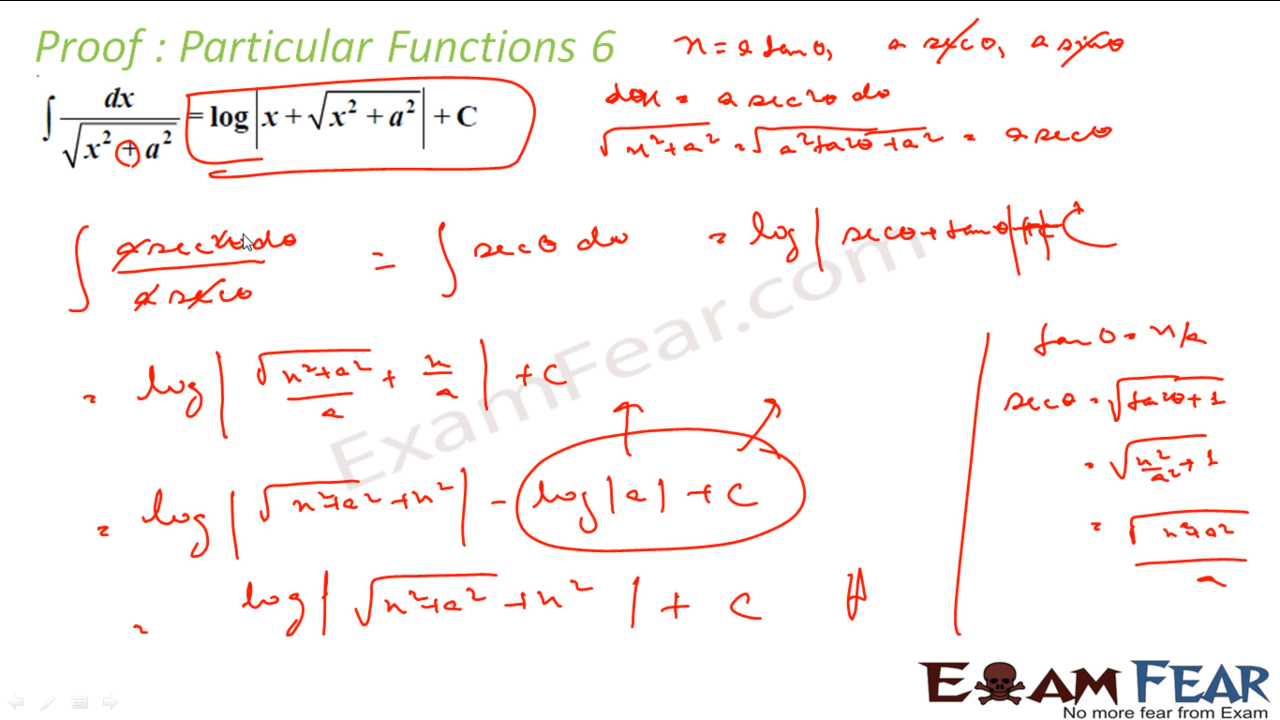 Proof : Particular Functions 6
x = a tanθ, a secθ, a sinθ
∫ dx / √(x² + a²) = log |x + √(x² + a²)| + C
dx = a sec²θ dθ
√(x²+a²) = √(a²tan²θ + a²) = a secθ
∫ a sec²θ dθ / a secθ = ∫ secθ dθ = log | secθ + tanθ | + C
= log | √(x²+a²)/a + x/a | + C
= log | √(x²+a²) + x² | - log |a| + C
= log | √(x²+a²) + x² | + C
tanθ = x/a
secθ = √(tan²θ + 1)
= √(x²/a² + 1)
= √(x²+a²) / a
ExamFear.com
EXAM FEAR
No more fear from Exam